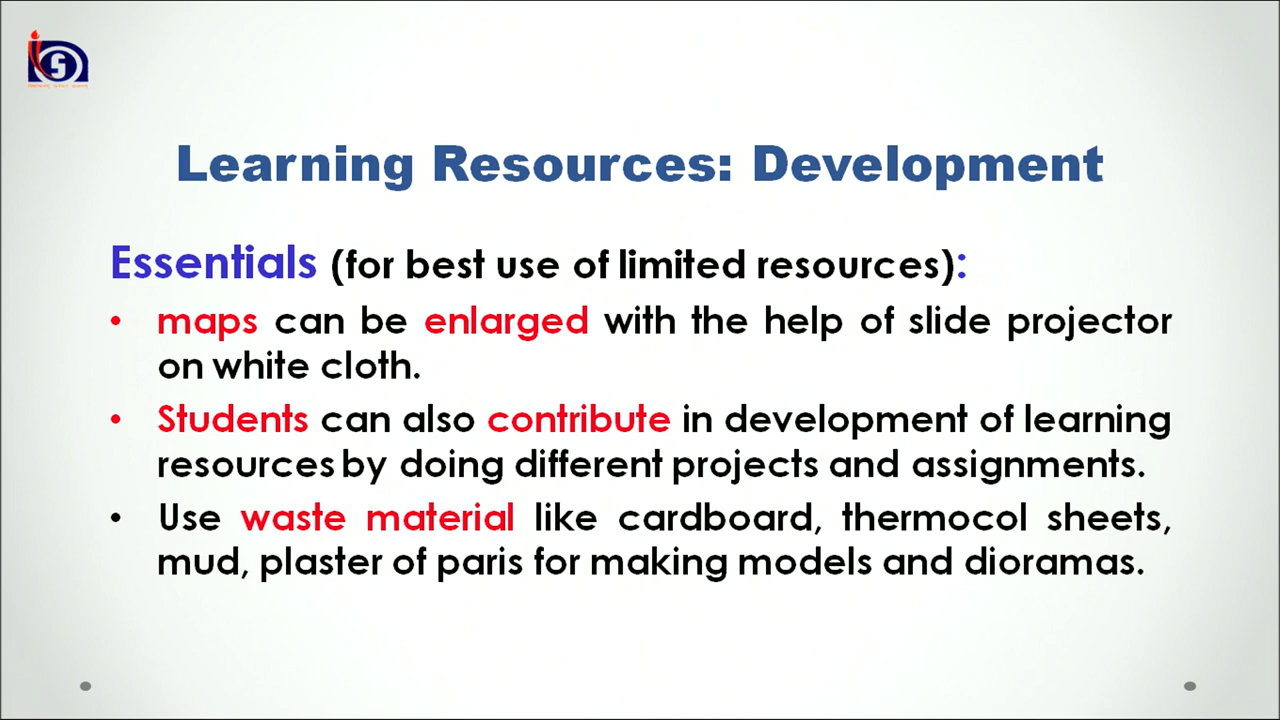 Learning Resources: Development
Essentials (for best use of limited resources):
• maps can be enlarged with the help of slide projector
on white cloth.
• Students can also contribute in development of learning
resources by doing different projects and assignments.
• Use waste material like cardboard, thermocol sheets,
mud, plaster of paris for making models and dioramas.